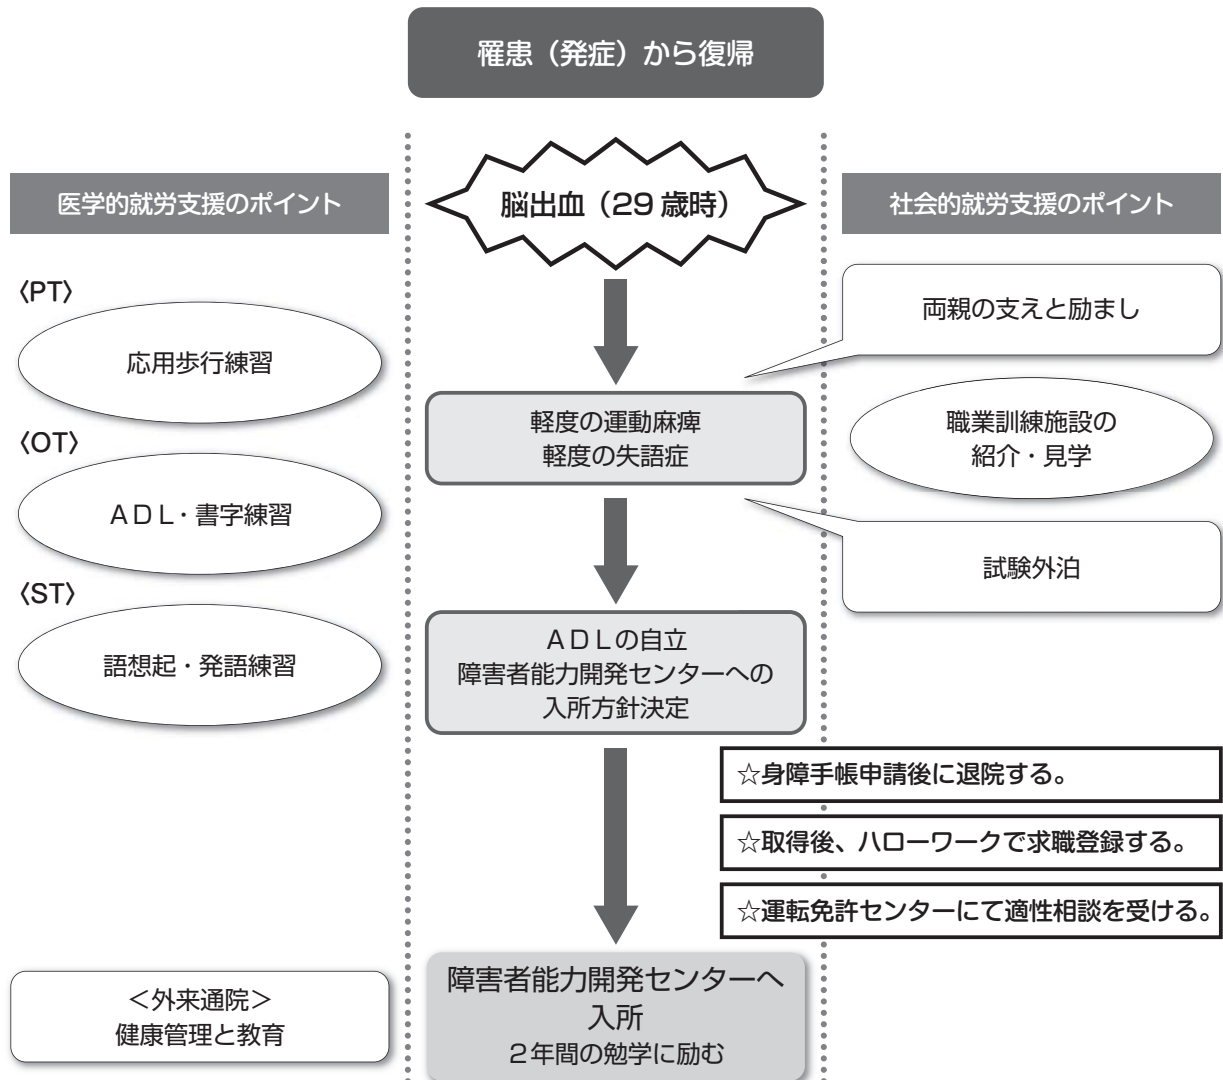 罹患（発症）から復帰
医学的就労支援のポイント
〈PT〉
応用歩行練習
〈OT〉
ＡＤＬ・書字練習
〈ST〉
語想起・発語練習
＜外来通院＞
健康管理と教育
脳出血（29 歳時）
軽度の運動麻痺
軽度の失語症
ＡＤＬの自立
障害者能力開発センターへの
入所方針決定
障害者能力開発センターへ
入所
２年間の勉学に励む
社会的就労支援のポイント
両親の支えと励まし
職業訓練施設の
紹介・見学
試験外泊
☆身障手帳申請後に退院する。
☆取得後、ハローワークで求職登録する。
☆運転免許センターにて適性相談を受ける。